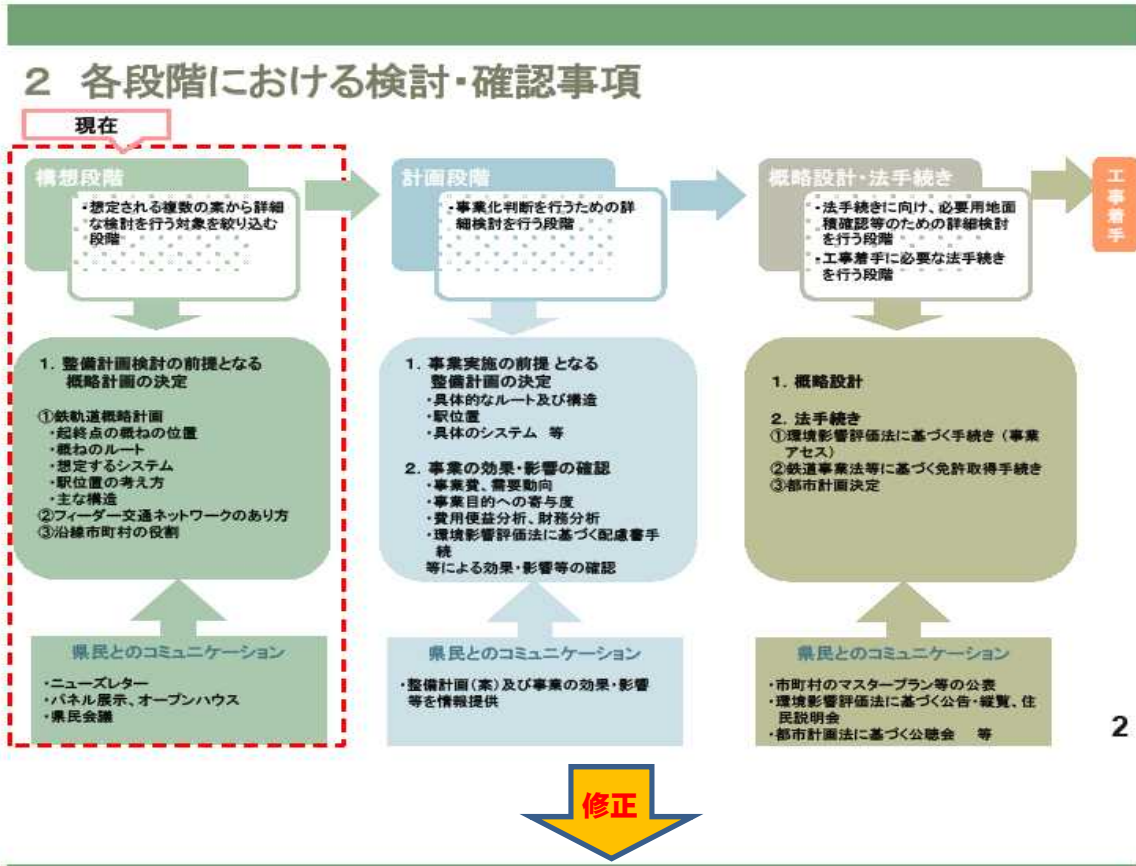 2 各段階における検討・確認事項
現在
構想段階
・想定される複数の案から詳細
な検討を行う対象を絞り込む
段階
1. 整備計画検討の前提となる
概略計画の決定
①鉄軌道概略計画
・起終点の概ねの位置
・概ねのルート
・想定するシステム
・駅位置の考え方
・主な構造
②フィーダー交通ネットワークのあり方
③沿線市町村の役割
県民とのコミュニケーション
・ニューズレター
・パネル展示、オープンハウス
・県民会議
計画段階
・事業化判断を行うための詳
細検討を行う段階
1. 事業実施の前提となる
整備計画の決定
・具体的なルート及び構造
・駅位置
・具体のシステム 等
2. 事業の効果・影響の確認
・事業費、需要動向
・事業目的への寄与度
・費用便益分析、財務分析
・環境影響評価法に基づく配慮書手
続
等による効果・影響等の確認
県民とのコミュニケーション
・整備計画(案)及び事業の効果・影響
等を情報提供
概略設計・法手続き
・法手続きに向け、必要用地面
積確認等のための詳細検討
を行う段階
・工事着手に必要な法手続き
を行う段階
1. 概略設計
2. 法手続き
①環境影響評価法に基づく手続き(事業
アセス)
②鉄道事業法等に基づく免許取得手続き
③都市計画決定
県民とのコミュニケーション
・市町村のマスタープラン等の公表
・環境影響評価法に基づく公告・縦覧、住
民説明会
・都市計画法に基づく公聴会 等
工事着手
2
修正